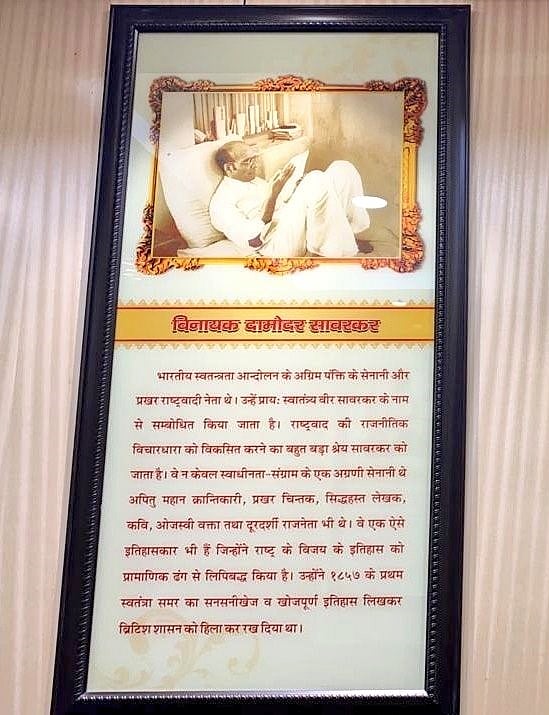 विनायक दामोदर सावरकर
भारतीय स्वतन्त्रता आन्दोलन के अग्रिम पंक्ति के सेनानी और
प्रखर राष्ट्रवादी नेता थे। उन्हें प्रायः स्वातंत्र्य वीर सावरकर के नाम
से सम्बोधित किया जाता है। राष्ट्रवाद की राजनीतिक
विचारधारा को विकसित करने का बहुत बड़ा श्रेय सावरकर को
जाता है। वे न केवल स्वाधीनता-संग्राम के एक अग्रणी सेनानी थे
अपितु महान क्रान्तिकारी, प्रखर चिन्तक, सिद्धहस्त लेखक,
कवि, ओजस्वी वक्ता तथा दूरदर्शी राजनेता भी थे। वे एक ऐसे
इतिहासकार भी हैं जिन्होंने राष्ट् के विजय के इतिहास को
प्रामाणिक ढंग से लिपिबद्ध किया है। उन्होंने १८५७ के प्रथम
स्वतंत्रा समर का सनसनीखेज व खोजपूर्ण इतिहास लिखकर
ब्रिटिश शासन को हिला कर रख दिया था।